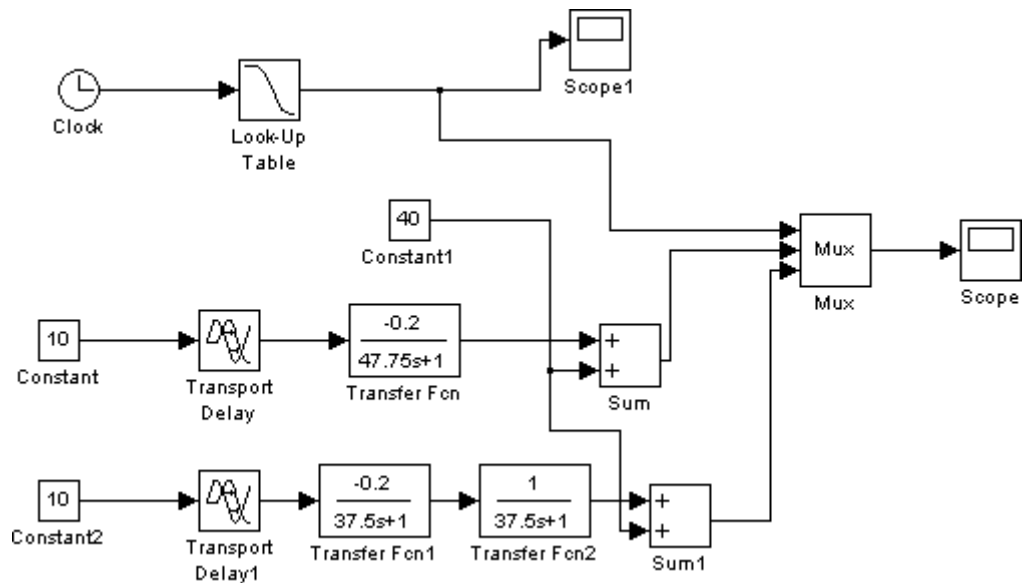 Scope1
Clock
Look-Up
Table
40
Constant1
Mux
Mux
Scope
10
Constant
Transport
Delay
-0.2
47.75s+1
Transfer Fcn
+
+
Sum
10
Constant2
Transport
Delay1
-0.2
37.5s+1
Transfer Fcn1
1
37.5s+1
Transfer Fcn2
+
+
Sum1